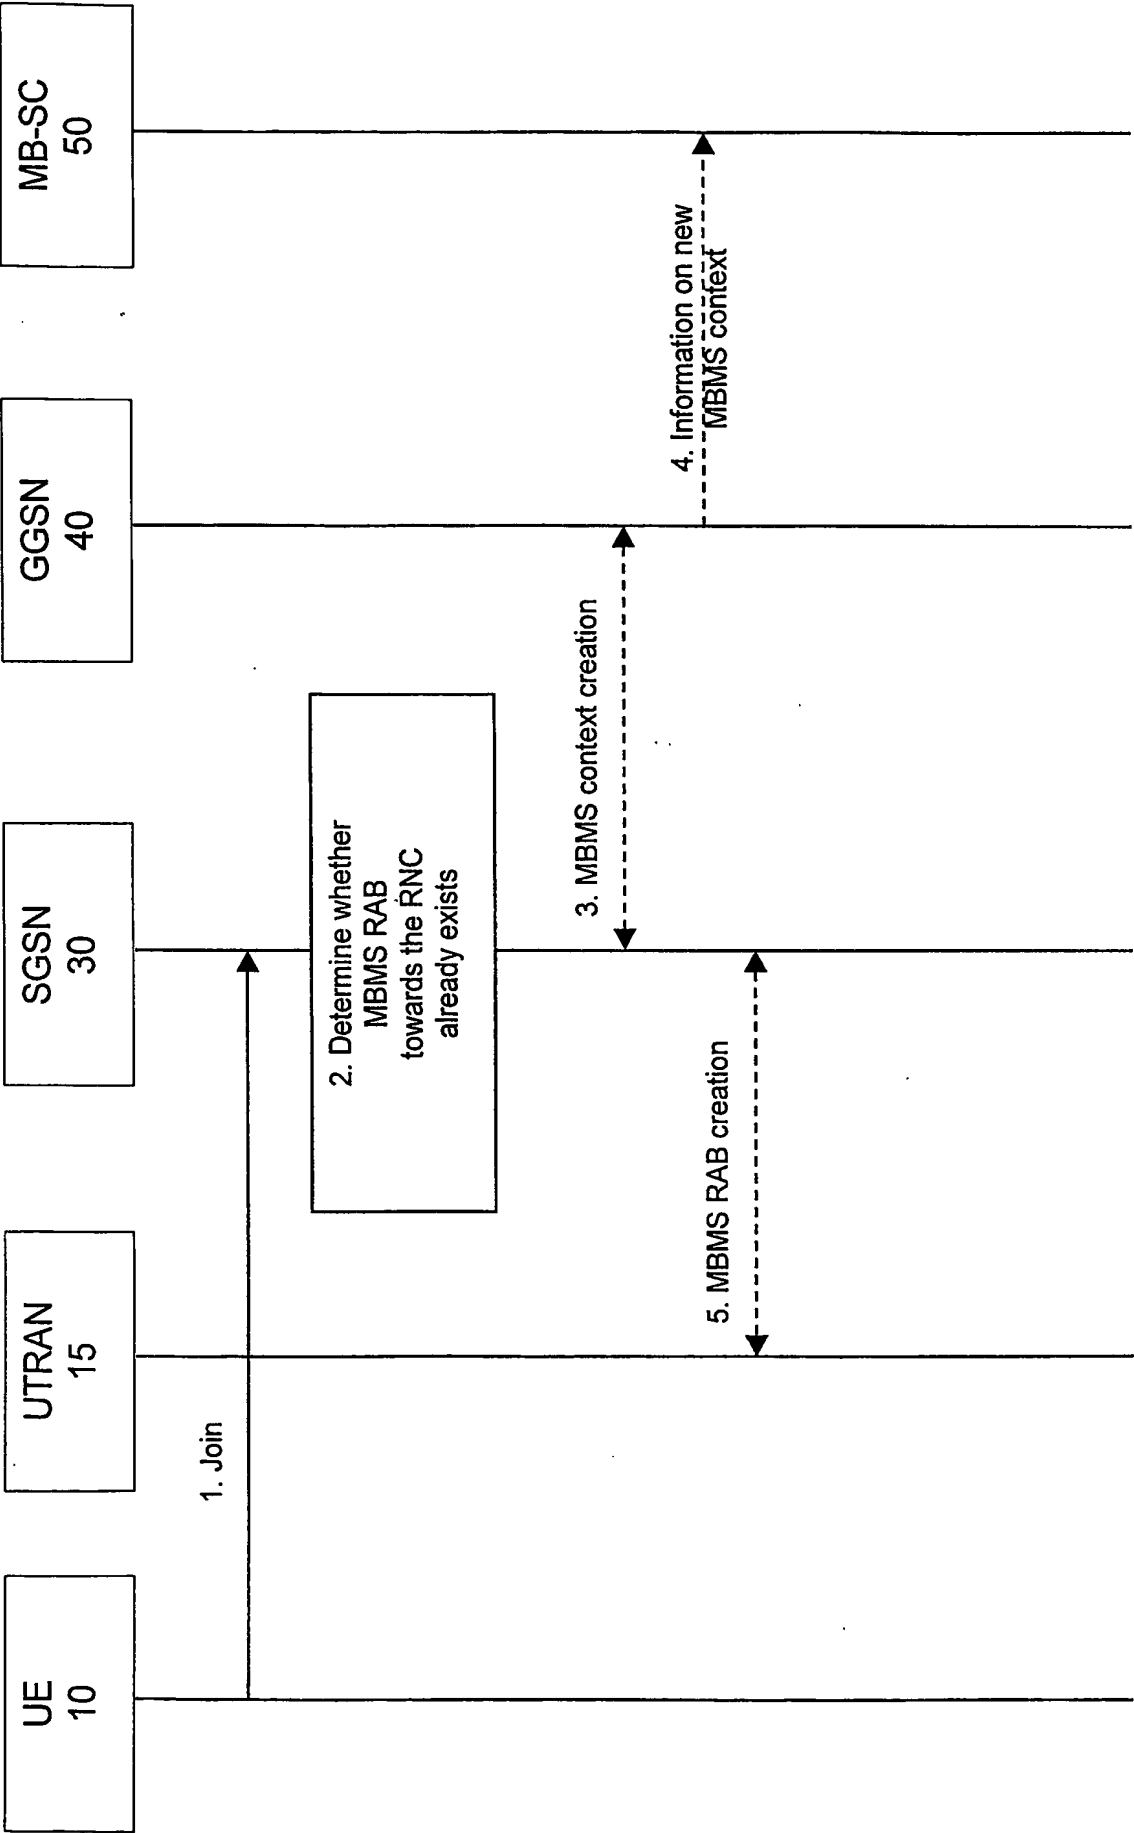 UE
10
UTRAN
15
SGSN
30
GGSN
40
MB-SC
50
1. Join
2. Determine whether
MBMS RAB
towards the RNC
already exists
3. MBMS context creation
4. Information on new
MBMS context
5. MBMS RAB creation